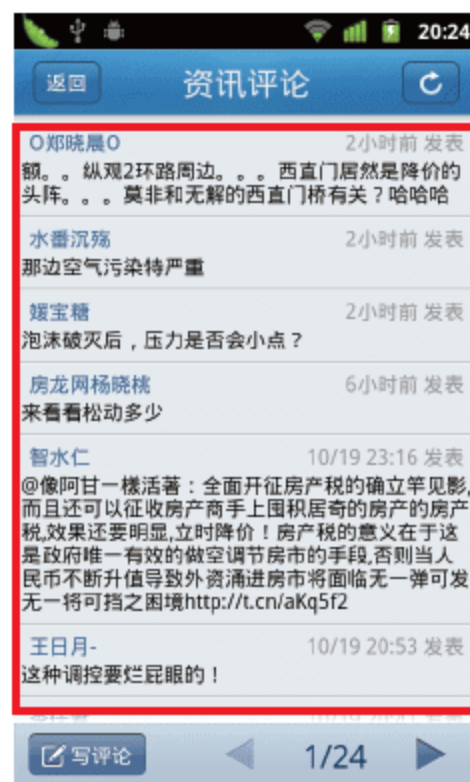 20:24
返回 资讯评论
O郑晓晨O 2小时前 发表
额。。纵观2环路周边。。。西直门居然是降价的
头阵。。。莫非和无解的西直门桥有关？哈哈哈
水番沉殇 2小时前 发表
那边空气污染特严重
媛宝糖 2小时前 发表
泡沫破灭后，压力是否会小点？
房龙网杨晓桃 6小时前 发表
来看看松动多少
智水仁 10/19 23:16 发表
@像阿甘一樣活著：全面开征房产税的确立竿见影,
而且还可以征收房产商手上囤积居奇的房产的房产
税,效果还要明显,立时降价！房产税的意义在于这
是政府唯一有效的做空调节房市的手段,否则当人
民币不断升值导致外资涌进房市将面临无一弹可发
无一将可挡之困境http://t.cn/aKq5f2
王日月- 10/19 20:53 发表
这种调控要烂屁眼的！
写评论 1/24